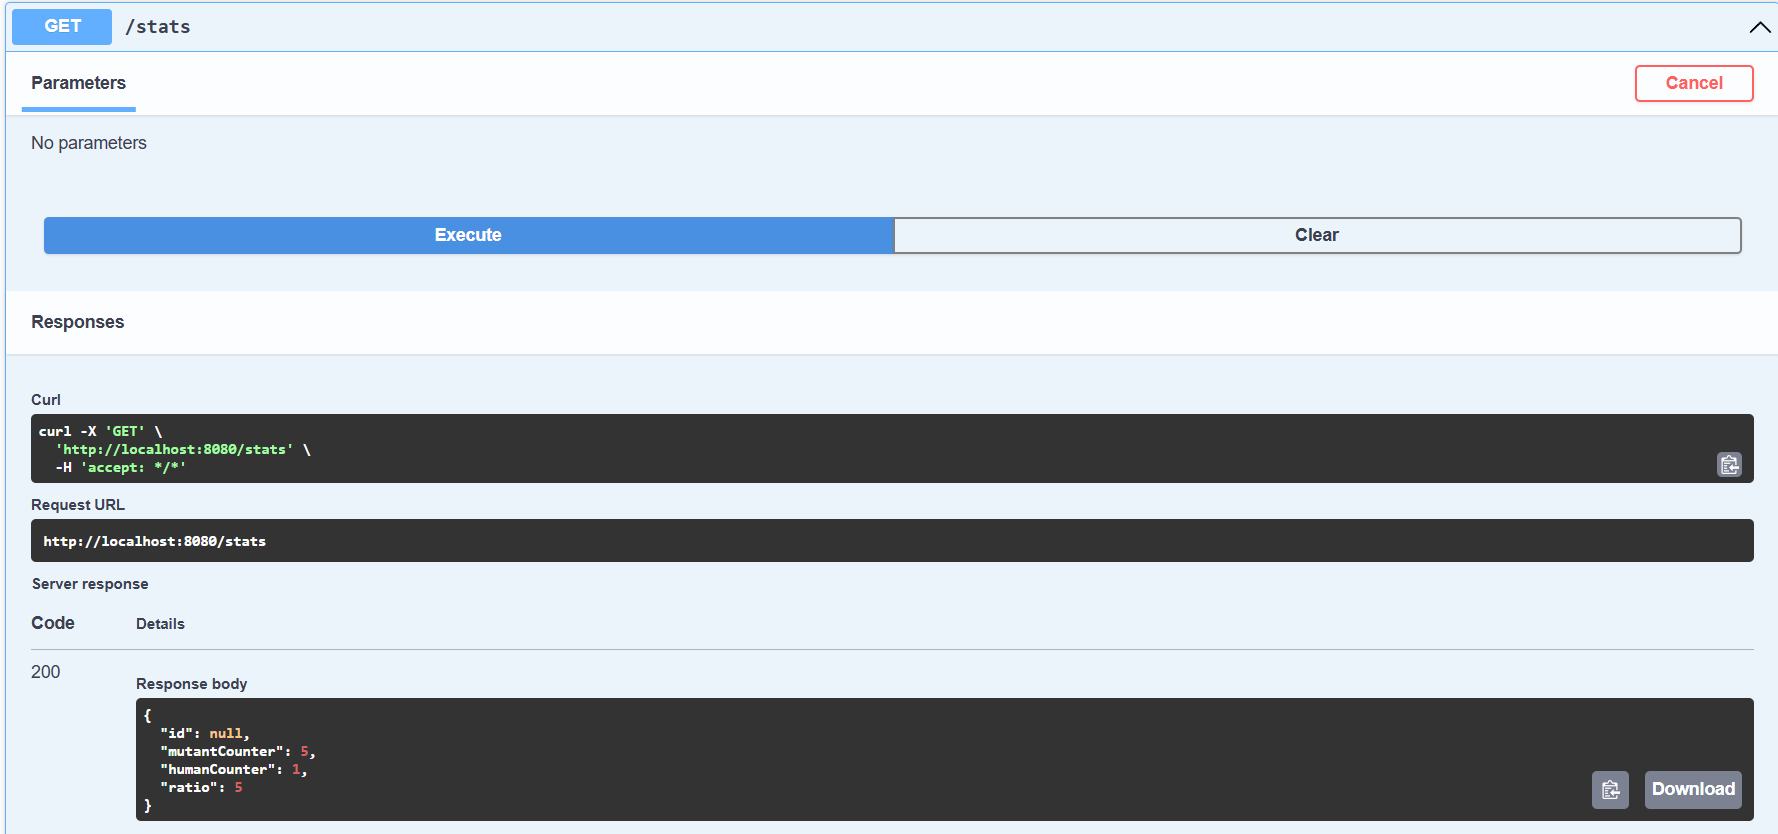 GET /stats
Parameters
Cancel
No parameters
Execute
Clear
Responses
Curl
curl -X 'GET' \
  'http://localhost:8080/stats' \
  -H 'accept: */*'
Request URL
http://localhost:8080/stats
Server response
Code Details
200
Response body
{
  "id": null,
  "mutantCounter": 5,
  "humanCounter": 1,
  "ratio": 5
}
Download